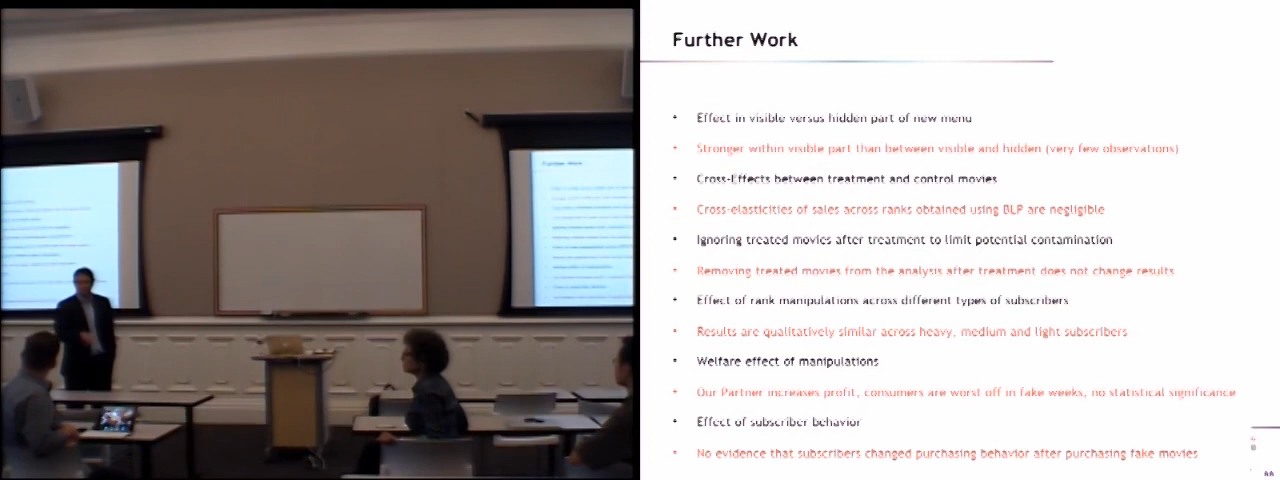 Further Work
• Effect in visible versus hidden part of new menu
• Stronger within visible part than between visible and hidden (very few observations)
• Cross-Effects between treatment and control movies
• Cross-elasticities of sales across ranks obtained using BLP are negligible
• Ignoring treated movies after treatment to limit potential contamination
• Removing treated movies from the analysis after treatment does not change results
• Effect of rank manipulations across different types of subscribers
• Results are qualitatively similar across heavy, medium and light subscribers
• Welfare effect of manipulations
• Our Partner increases profit, consumers are worst off in fake weeks, no statistical significance
• Effect of subscriber behavior
• No evidence that subscribers changed purchasing behavior after purchasing fake movies